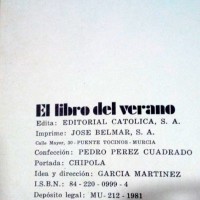 El libro del verano
Edita: EDITORIAL CATOLICA, S. A.
Imprime: JOSE BELMAR, S. A.
Calle Mayor, 30 - PUENTE TOCINOS - MURCIA
Confección: PEDRO PEREZ CUADRADO
Portada: CHIPOLA
Idea y dirección: GARCIA MARTINEZ
I.S.B.N.: 84 - 220 - 0999 - 4
Depósito legal: MU - 212 - 1981